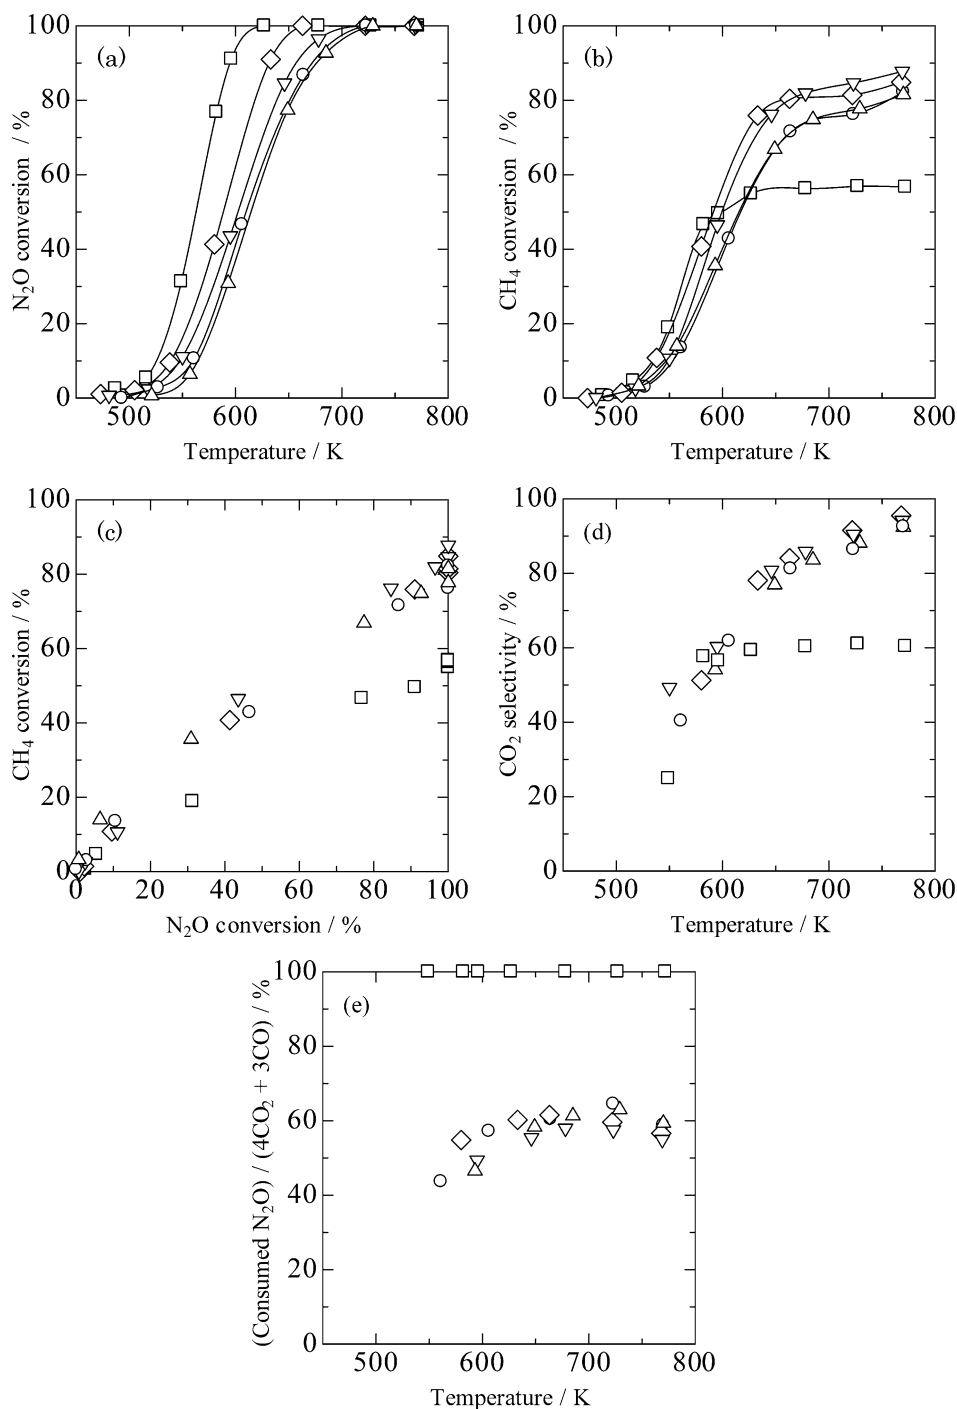 100
80
60
40
20
0
(a)
500 600 700 800
Temperature / K
N₂O conversion / %
100
80
60
40
20
0
(b)
500 600 700 800
Temperature / K
CH₄ conversion / %
100
80
60
40
20
0
(c)
0 20 40 60 80 100
N₂O conversion / %
CH₄ conversion / %
100
80
60
40
20
0
(d)
500 600 700 800
Temperature / K
CO₂ selectivity / %
100
80
60
40
20
0
(e)
500 600 700 800
Temperature / K
((Consumed N₂O) / (4CO₂ + 3CO) / %